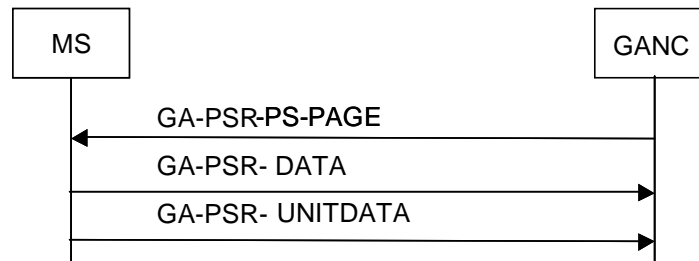 MS
GANC
GA-PSR-PS-PAGE
GA-PSR- DATA
GA-PSR- UNITDATA